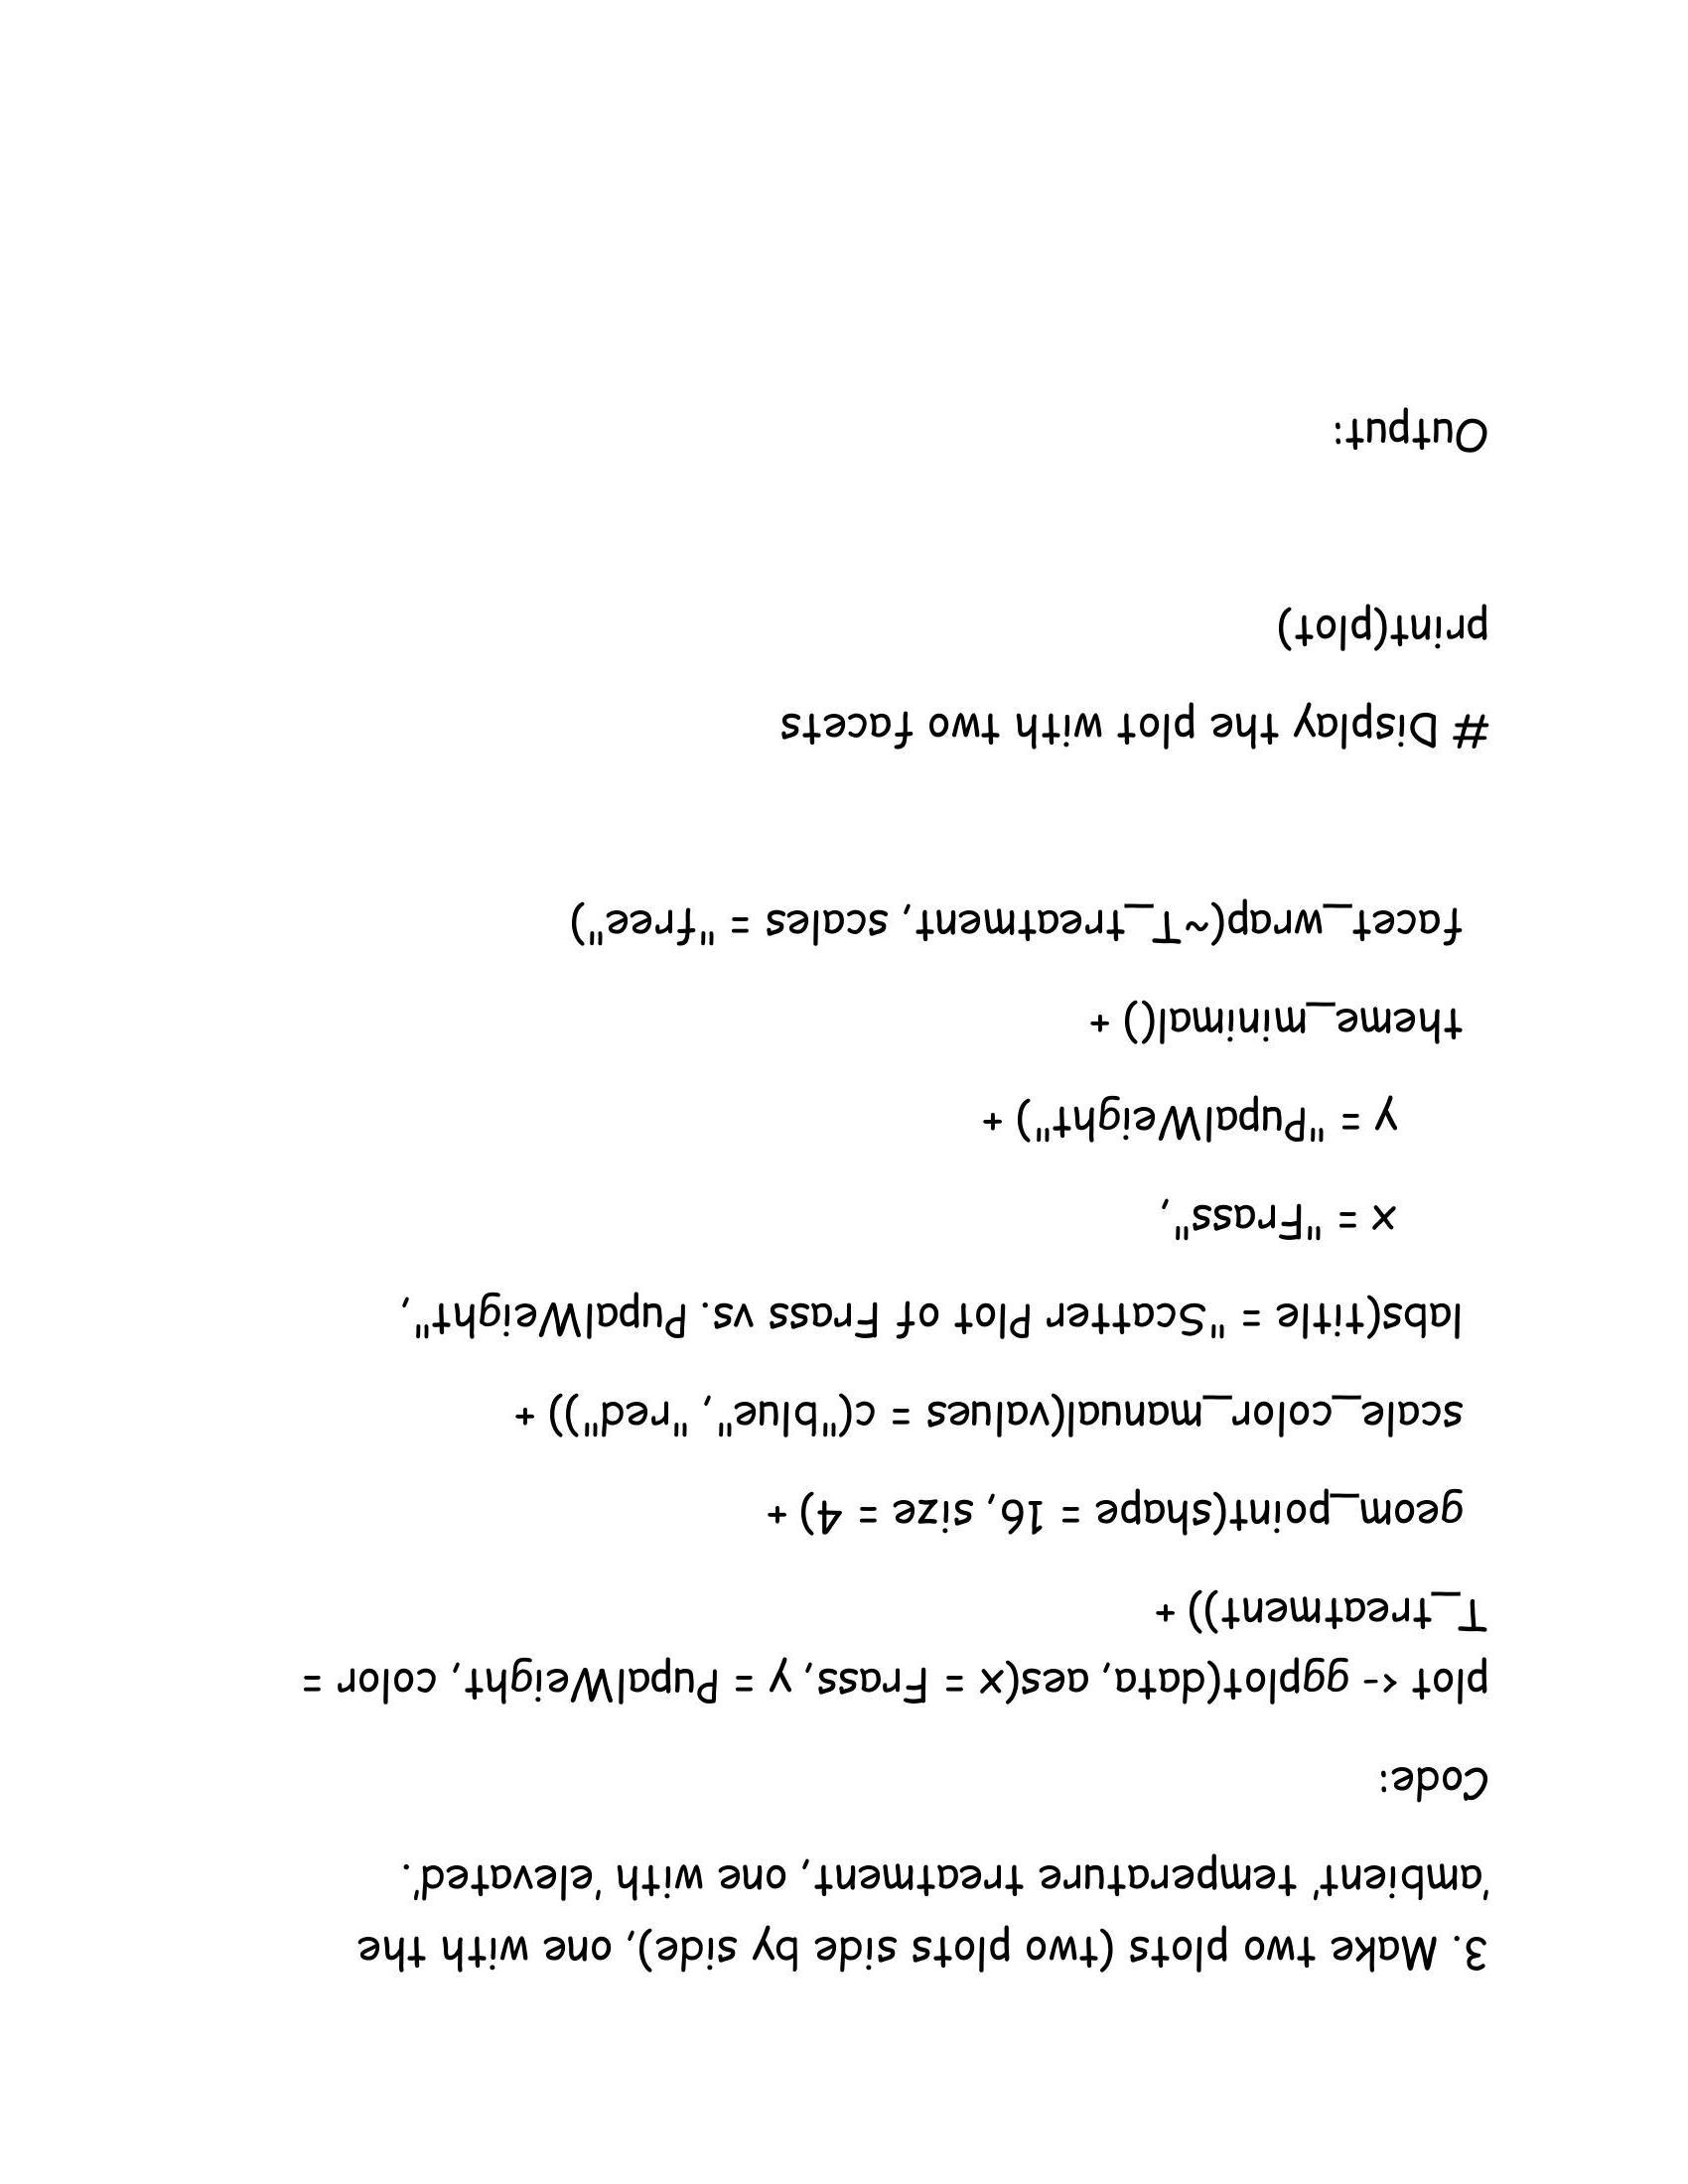 3. Make two plots (two plots side by side), one with the
'ambient' temperature treatment, one with 'elevated'.
Code:
plot <- ggplot(data, aes(x = Frass, y = PupalWeight, color =
T_treatment)) +
geom_point(shape = 16, size = 4) +
scale_color_manual(values = c("blue", "red")) +
labs(title = "Scatter Plot of Frass vs. PupalWeight",
x = "Frass",
y = "PupalWeight") +
theme_minimal() +
facet_wrap(~T_treatment, scales = "free")
# Display the plot with two facets
print(plot)
Output: